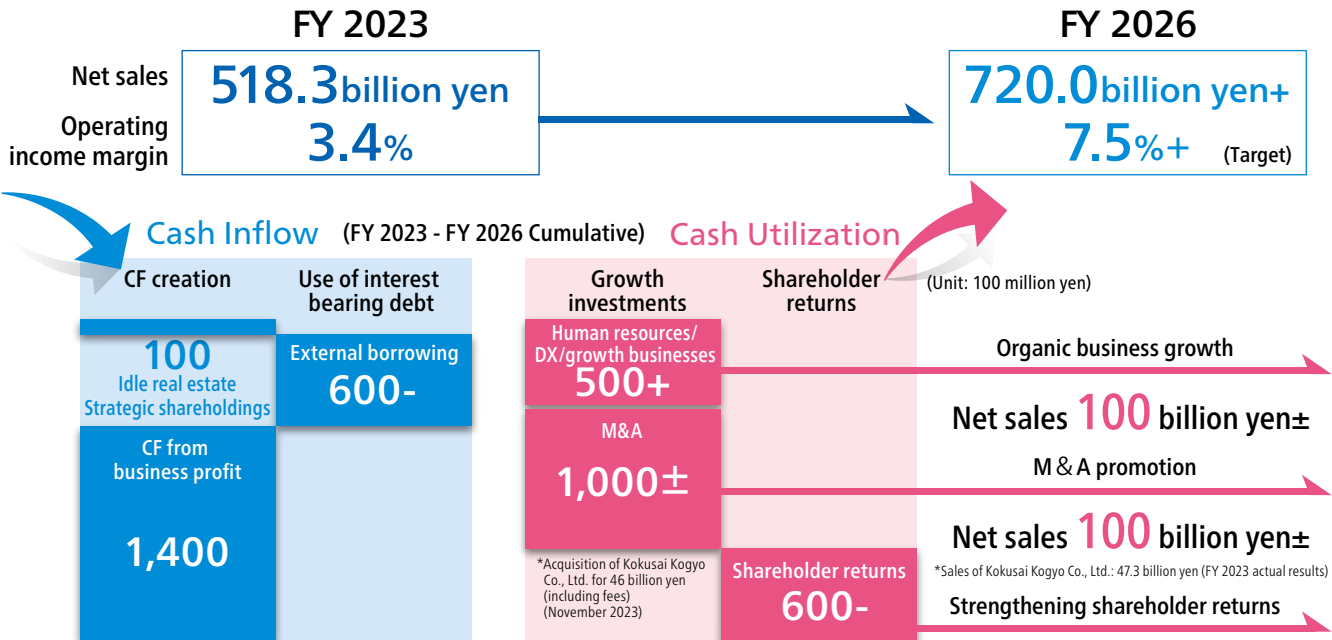 FY 2023
FY 2026
Net sales
518.3billion yen
Operating
income margin
3.4%
720.0billion yen+
7.5%+ (Target)
Cash Inflow (FY 2023 - FY 2026 Cumulative) Cash Utilization
(Unit: 100 million yen)
CF creation
Use of interest
bearing debt
Growth
investments
Shareholder
returns
100
Idle real estate
Strategic shareholdings
External borrowing
600-
CF from
business profit
1,400
Human resources/
DX/growth businesses
500+
M&A
1,000±
*Acquisition of Kokusai Kogyo
Co., Ltd. for 46 billion yen
(including fees)
(November 2023)
Shareholder returns
600-
Organic business growth
Net sales 100 billion yen±
M&A promotion
Net sales 100 billion yen±
*Sales of Kokusai Kogyo Co., Ltd.: 47.3 billion yen (FY 2023 actual results)
Strengthening shareholder returns